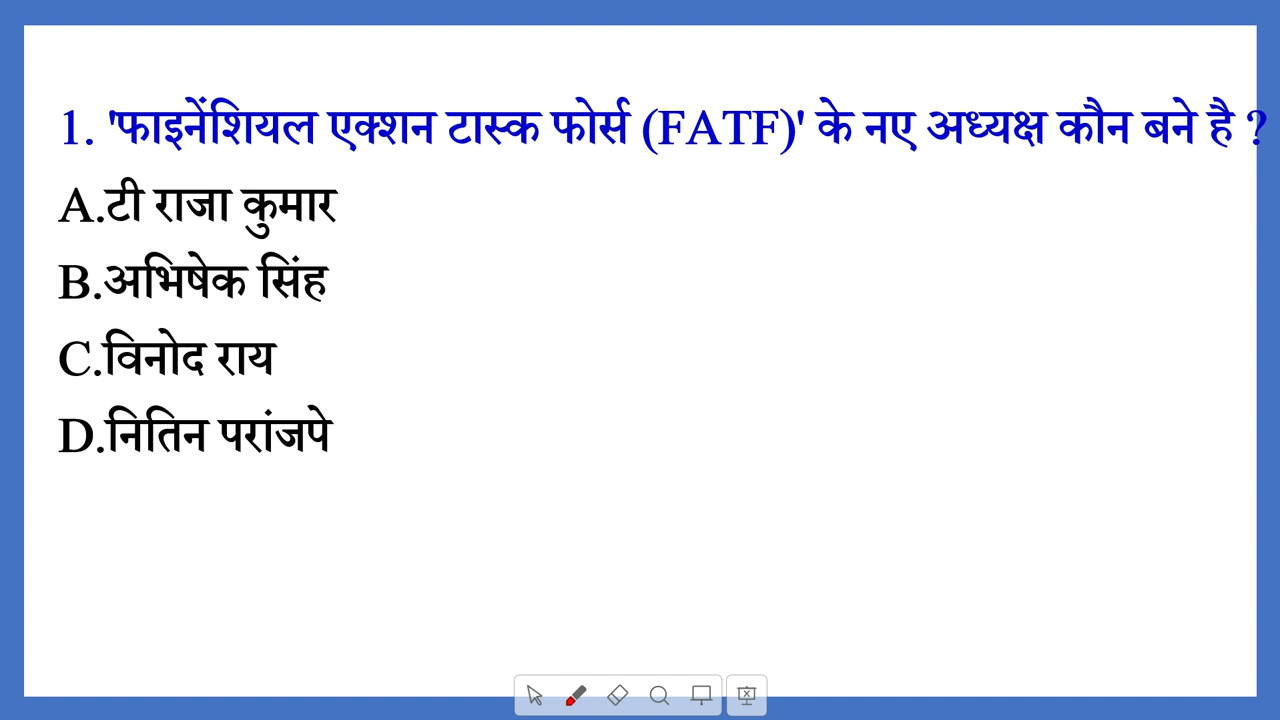 1. 'फाइनेंशियल एक्शन टास्क फोर्स (FATF)' के नए अध्यक्ष कौन बने है ?
A.टी राजा कुमार
B.अभिषेक सिंह
C.विनोद राय
D.नितिन परांजपे